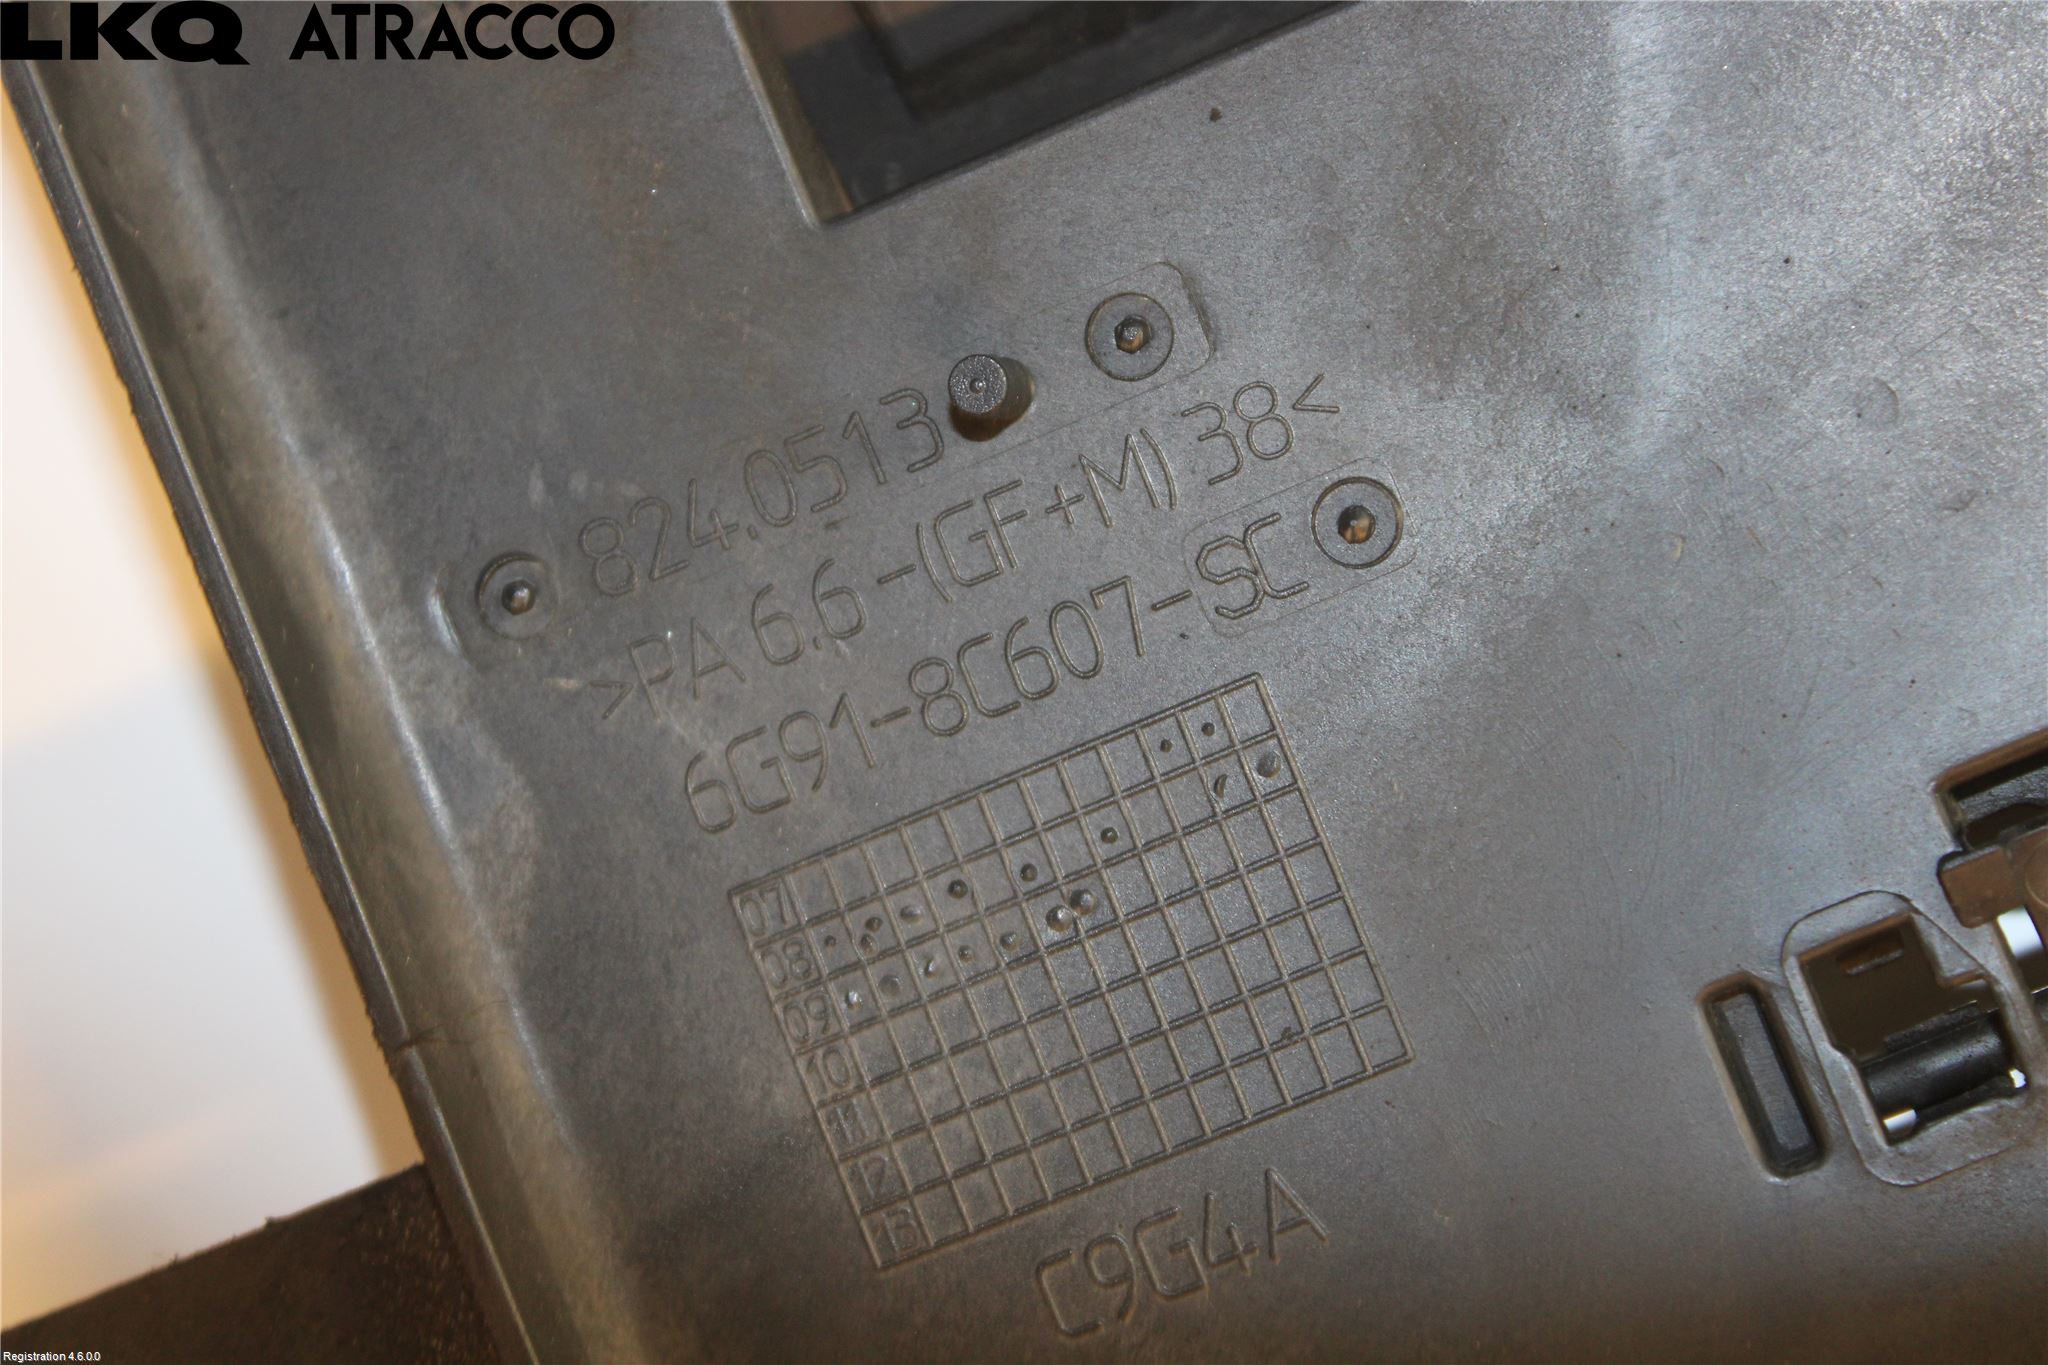 LKQ ATRACCO
824.0513
>PA 6.6-(GF+M) 38<
6G91-8C607-SC
07
08
09
10
11
12
13
C9G4A
Registration 4.6.0.0